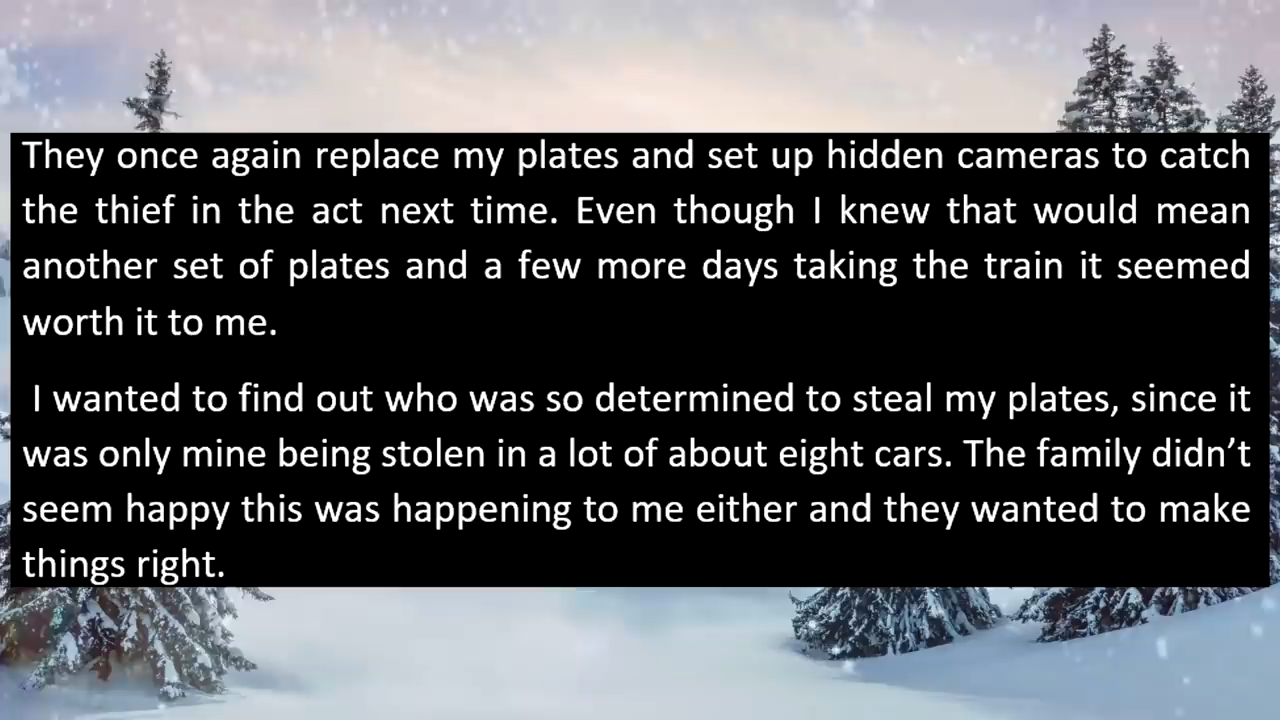 They once again replace my plates and set up hidden cameras to catch
the thief in the act next time. Even though I knew that would mean
another set of plates and a few more days taking the train it seemed
worth it to me.
I wanted to find out who was so determined to steal my plates, since it
was only mine being stolen in a lot of about eight cars. The family didn’t
seem happy this was happening to me either and they wanted to make
things right.